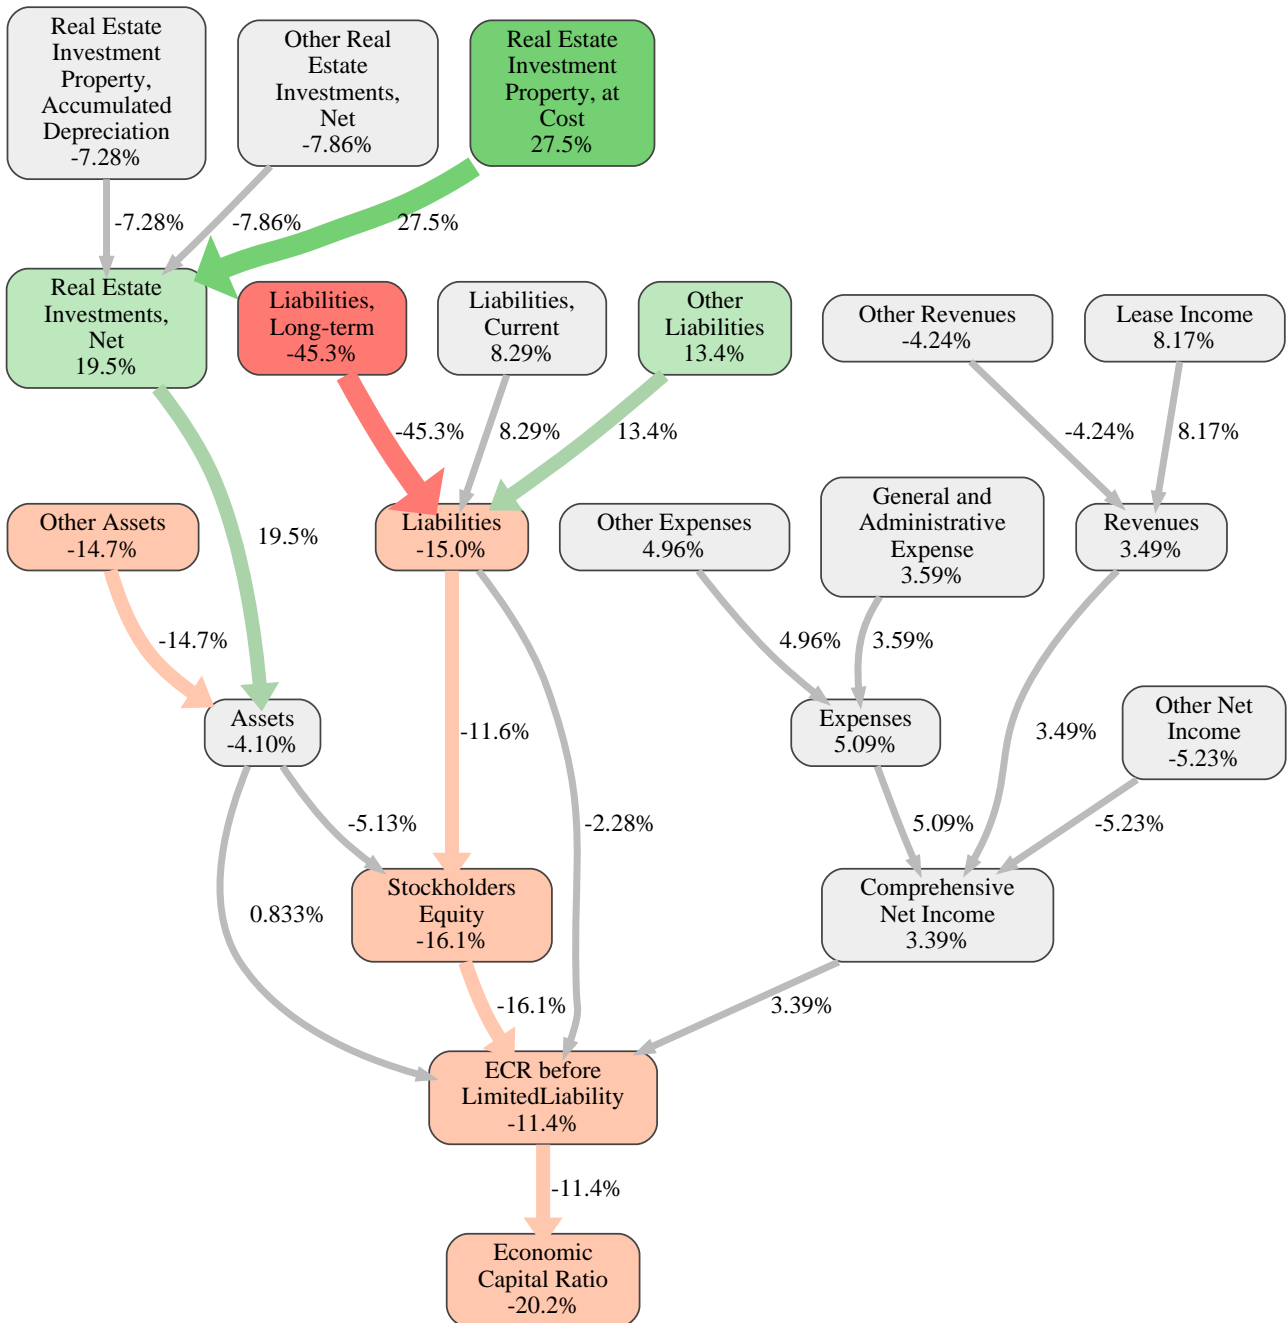 Real Estate
Investment
Property,
Accumulated
Depreciation
-7.28%
Other Real
Estate
Investments,
Net
-7.86%
Real Estate
Investment
Property, at
Cost
27.5%
-7.28%
-7.86%
27.5%
Real Estate
Investments,
Net
19.5%
Liabilities,
Long-term
-45.3%
Liabilities,
Current
8.29%
Other
Liabilities
13.4%
Other Revenues
-4.24%
Lease Income
8.17%
-45.3%
8.29%
13.4%
-4.24%
8.17%
Other Assets
-14.7%
19.5%
Liabilities
-15.0%
Other Expenses
4.96%
General and
Administrative
Expense
3.59%
Revenues
3.49%
-14.7%
4.96%
3.59%
Assets
-4.10%
-11.6%
Expenses
5.09%
3.49%
Other Net
Income
-5.23%
-5.13%
-2.28%
5.09%
-5.23%
0.833%
Stockholders
Equity
-16.1%
Comprehensive
Net Income
3.39%
-16.1%
3.39%
ECR before
LimitedLiability
-11.4%
-11.4%
Economic
Capital Ratio
-20.2%